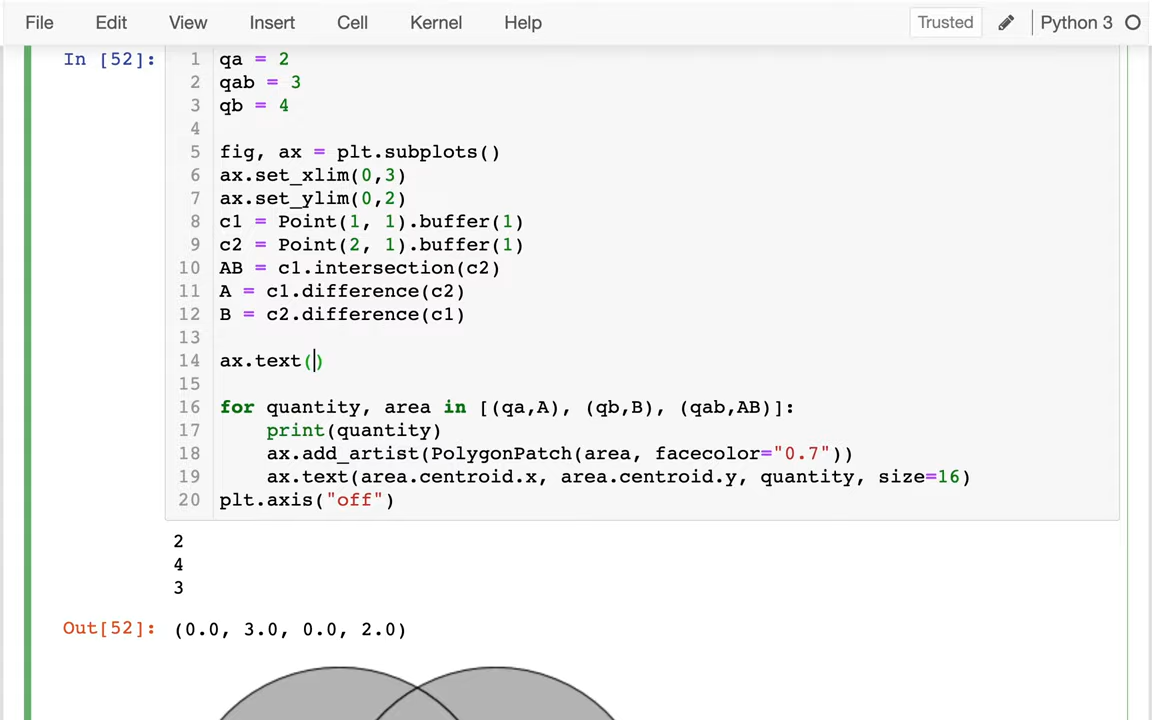 File Edit View Insert Cell Kernel Help Trusted Python 3
In [52]: 1 qa = 2
2 qab = 3
3 qb = 4
4
5 fig, ax = plt.subplots()
6 ax.set_xlim(0,3)
7 ax.set_ylim(0,2)
8 c1 = Point(1, 1).buffer(1)
9 c2 = Point(2, 1).buffer(1)
10 AB = c1.intersection(c2)
11 A = c1.difference(c2)
12 B = c2.difference(c1)
13
14 ax.text()
15
16 for quantity, area in [(qa,A), (qb,B), (qab,AB)]:
17     print(quantity)
18     ax.add_artist(PolygonPatch(area, facecolor="0.7"))
19     ax.text(area.centroid.x, area.centroid.y, quantity, size=16)
20 plt.axis("off")
2
4
3
Out[52]: (0.0, 3.0, 0.0, 2.0)